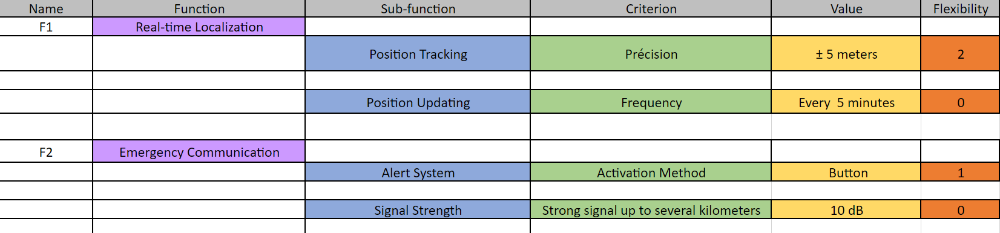 Name Function Sub-function Criterion Value Flexibility
F1 Real-time Localization
Position Tracking Précision ± 5 meters 2
Position Updating Frequency Every  5 minutes 0
F2 Emergency Communication
Alert System Activation Method Button 1
Signal Strength Strong signal up to several kilometers 10 dB 0